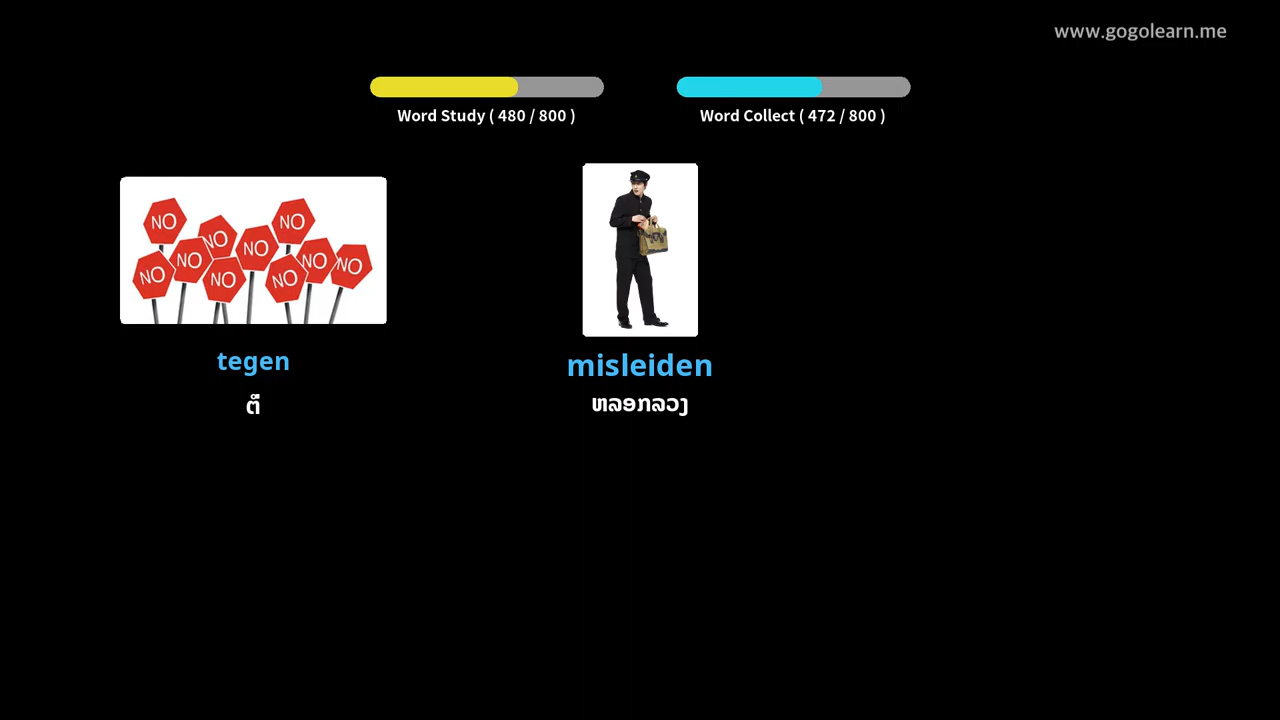 www.gogolearn.me
Word Study ( 480 / 800 )
Word Collect ( 472 / 800 )
NO
NO
NO
NO
NO
NO
NO
NO
NO
NO
tegen
misleiden
ຕໍ່
ຫລອກລວງ